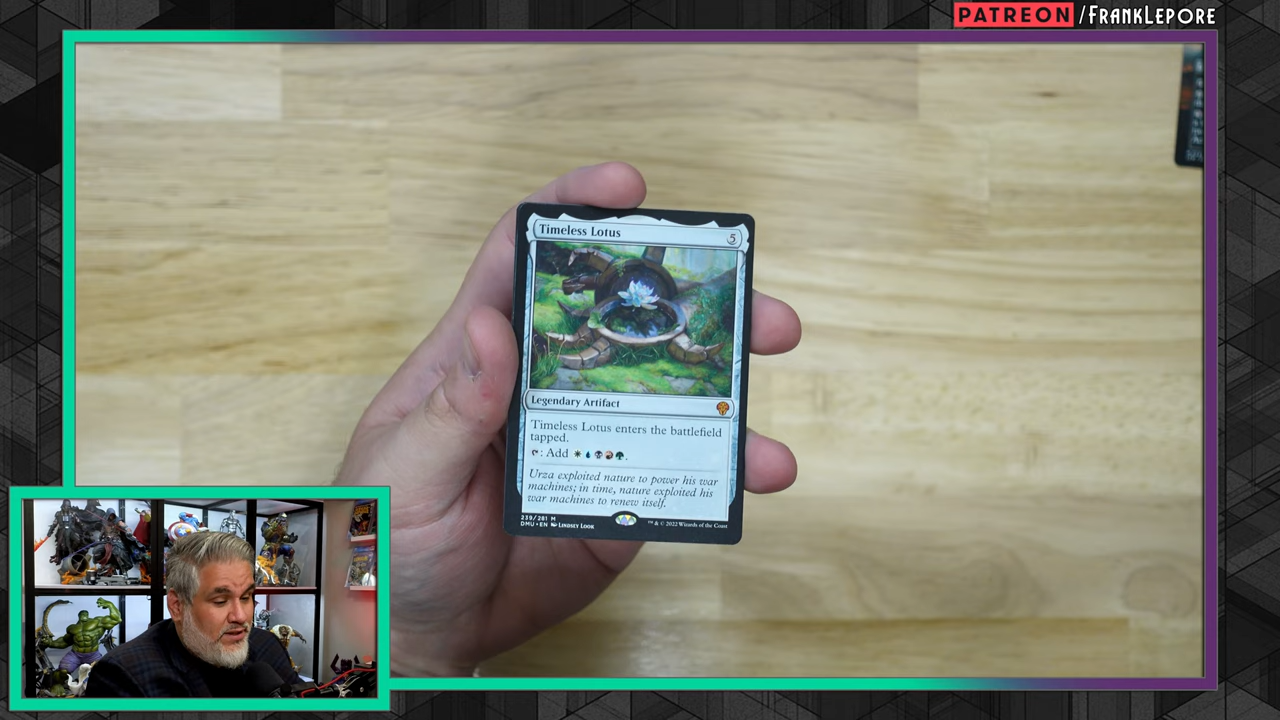 PATREON /FRANKLEPORE
Timeless Lotus 5
Legendary Artifact
Timeless Lotus enters the battlefield
tapped.
: Add .
Urza exploited nature to power his war
machines; in time, nature exploited his
war machines to renew itself.
239/281 M
DMU • EN LINDSEY LOOK
™ & © 2022 Wizards of the Coast